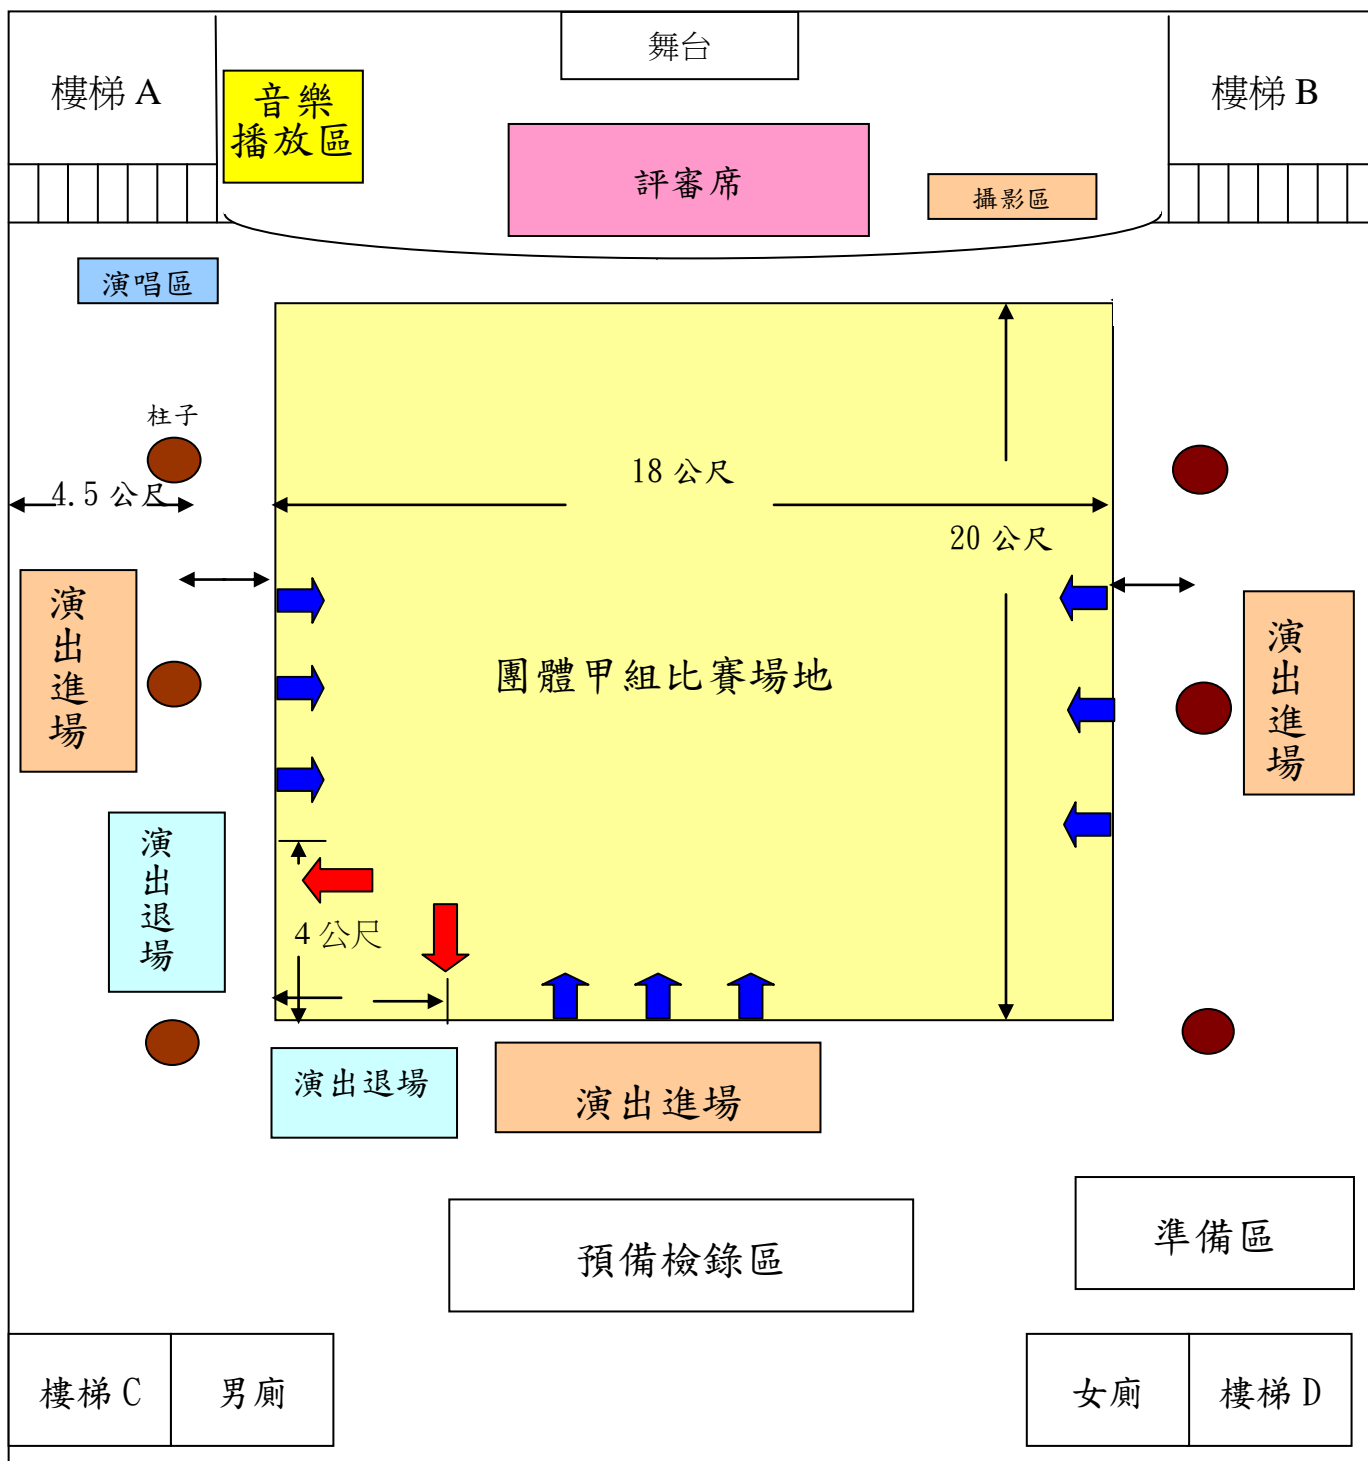 舞台
樓梯 A
樓梯 B
音樂
播放區
評審席
攝影區
演唱區
柱子
18 公尺
4.5 公尺
20 公尺
演出進場
演出進場
團體甲組比賽場地
演出退場
4 公尺
演出退場
演出進場
預備檢錄區
準備區
樓梯 C
男廁
女廁
樓梯 D